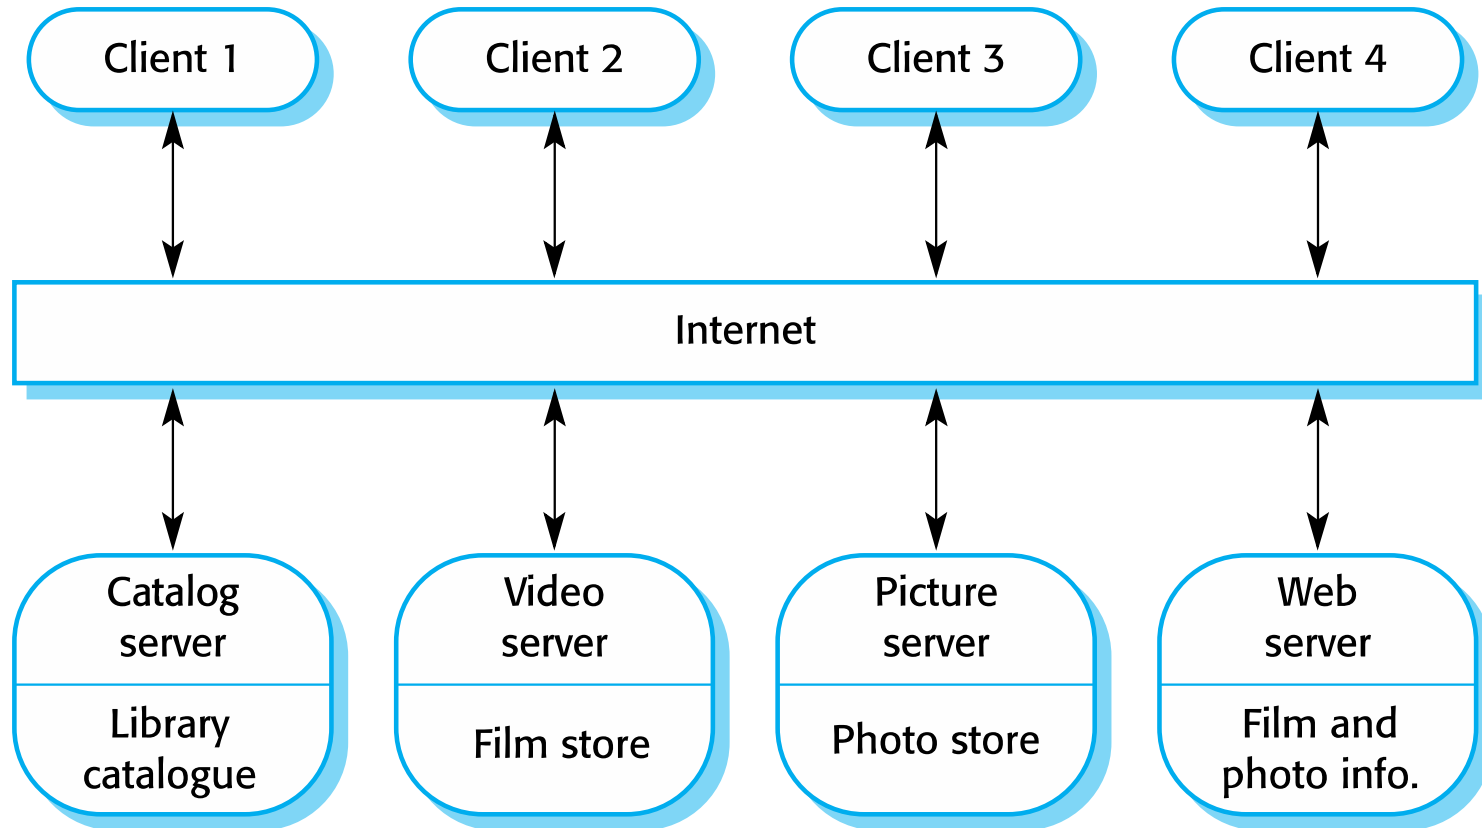 Client 1
Client 2
Client 3
Client 4
Internet
Catalog
server
Library
catalogue
Video
server
Film store
Picture
server
Photo store
Web
server
Film and
photo info.